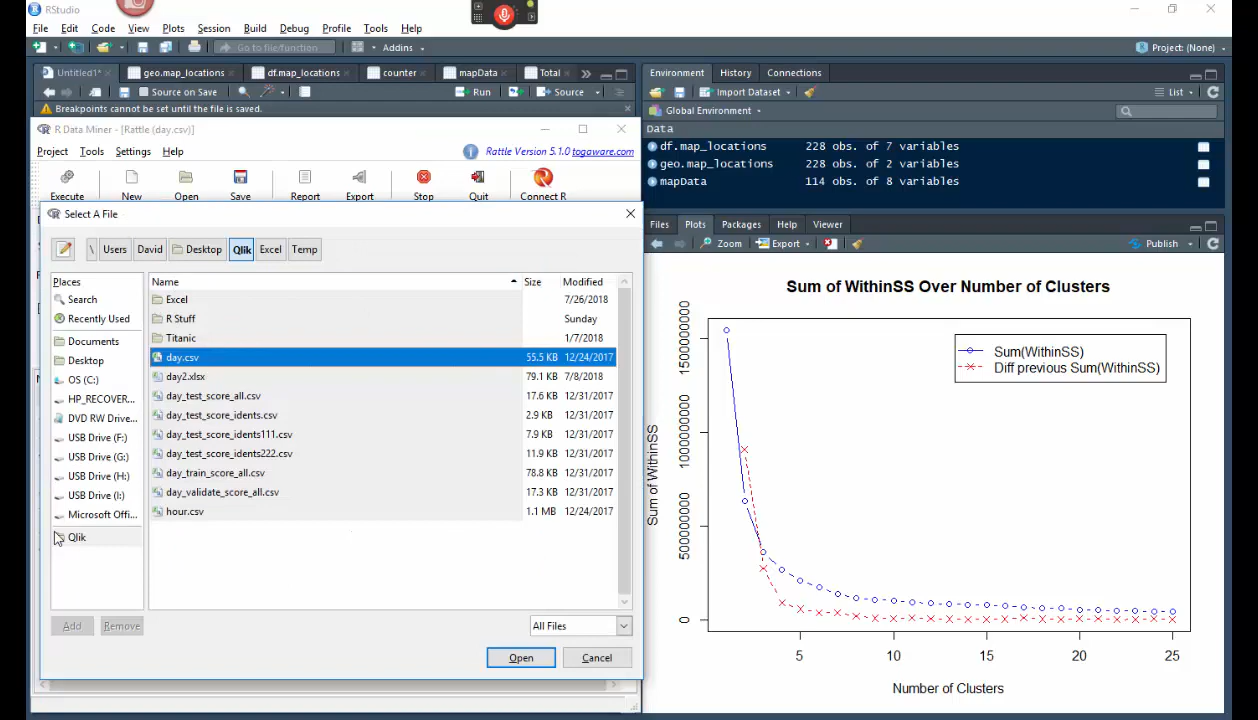 RStudio
File Edit Code View Plots Session Build Debug Profile Tools Help
Go to file/function Addins Project: (None)
Untitled1* geo.map_locations df.map_locations counter mapData Total
Source on Save Run Source
Breakpoints cannot be set until the file is saved.
R Data Miner - [Rattle (day.csv)]
Project Tools Settings Help Rattle Version 5.1.0 togaware.com
Execute New Open Save Report Export Stop Quit Connect R
Select A File
\ Users David Desktop Qlik Excel Temp
Places
Search
Recently Used
Documents
Desktop
OS (C:)
HP_RECOVER...
DVD RW Drive...
USB Drive (F:)
USB Drive (G:)
USB Drive (H:)
USB Drive (I:)
Microsoft Offi...
Qlik
Name Size Modified
Excel 7/26/2018
R Stuff Sunday
Titanic 1/7/2018
day.csv 55.5 KB 12/24/2017
day2.xlsx 79.1 KB 7/8/2018
day_test_score_all.csv 17.6 KB 12/31/2017
day_test_score_idents.csv 2.9 KB 12/31/2017
day_test_score_idents111.csv 7.9 KB 12/31/2017
day_test_score_idents222.csv 11.9 KB 12/31/2017
day_train_score_all.csv 78.8 KB 12/31/2017
day_validate_score_all.csv 17.3 KB 12/31/2017
hour.csv 1.1 MB 12/24/2017
Add Remove All Files
Open Cancel
Environment History Connections
Import Dataset List
Global Environment
Data
df.map_locations 228 obs. of 7 variables
geo.map_locations 228 obs. of 2 variables
mapData 114 obs. of 8 variables
Files Plots Packages Help Viewer
Zoom Export Publish
Sum of WithinSS Over Number of Clusters
Sum(WithinSS)
Diff previous Sum(WithinSS)
Sum of WithinSS
1500000000
1000000000
500000000
0
5 10 15 20 25
Number of Clusters